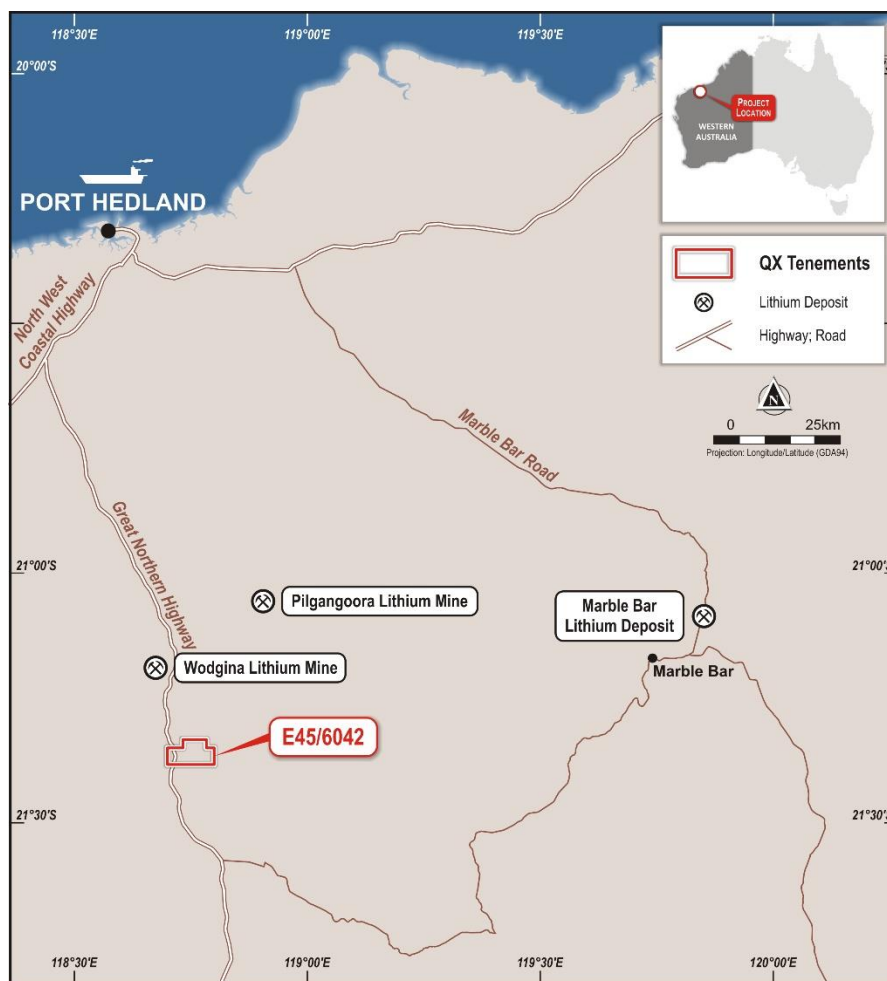 118°30'E
119°00'E
119°30'E
20°00'S
PROJECT
LOCATION
WESTERN
AUSTRALIA
PORT HEDLAND
QX Tenements
Lithium Deposit
Highway; Road
North West
Coastal Highway
N
0 25km
Projection: Longitude/Latitude (GDA94)
Marble Bar Road
Great Northern Highway
21°00'S
21°00'S
Pilgangoora Lithium Mine
Marble Bar
Lithium Deposit
Wodgina Lithium Mine
Marble Bar
E45/6042
21°30'S
21°30'S
118°30'E
119°00'E
119°30'E
120°00'E